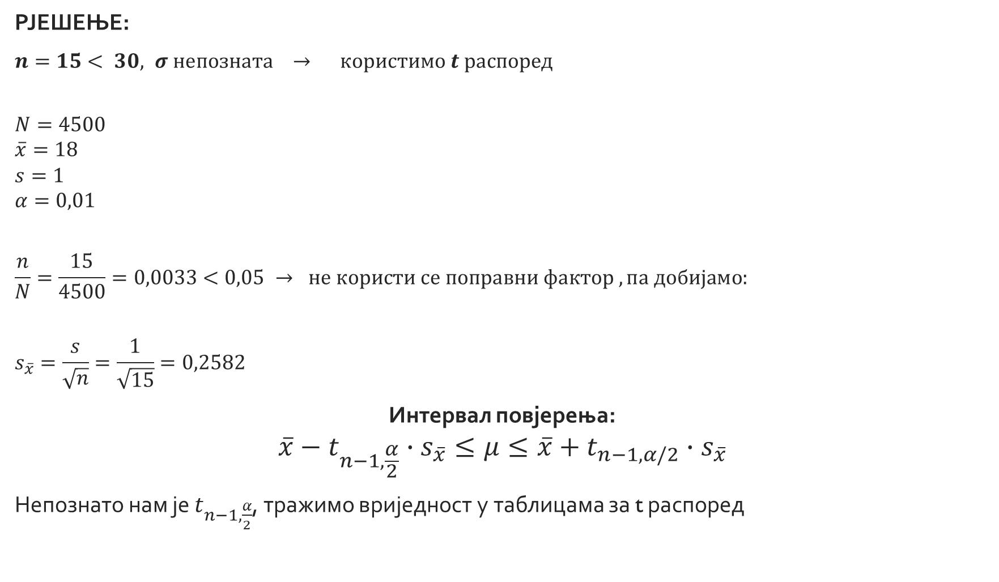 РЈЕШЕЊЕ:
n = 15 < 30, σ непозната → користимо t распоред
N = 4500
x̄ = 18
s = 1
α = 0,01
n/N = 15/4500 = 0,0033 < 0,05 → не користи се поправни фактор , па добијамо:
s_x̄ = s/√n = 1/√15 = 0,2582
Интервал повјерења:
x̄ − t_{n−1,α/2} · s_x̄ ≤ μ ≤ x̄ + t_{n−1,α/2} · s_x̄
Непознато нам је t_{n−1,α/2}, тражимо вриједност у таблицама за t распоред